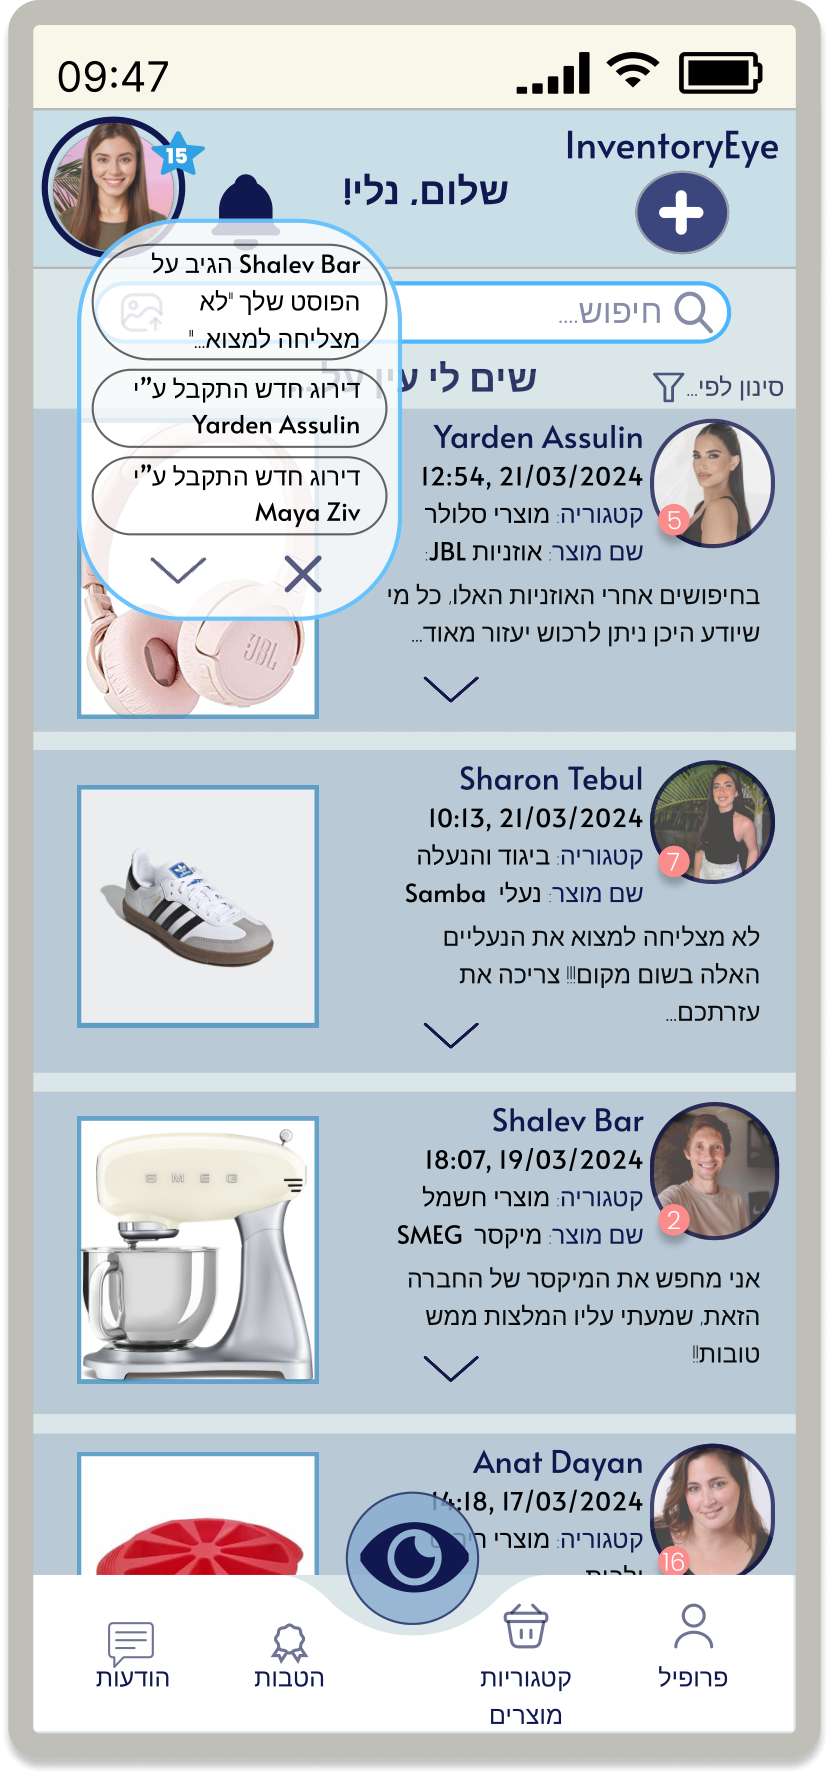 09:47
InventoryEye
שלום, נלי!
15
Shalev Bar הגיב על
הפוסט שלך "לא
מצליחה למצוא..."
דירוג חדש התקבל ע"י
Yarden Assulin
דירוג חדש התקבל ע"י
Maya Ziv
חיפוש....
שים לי עין על...
סינון לפי...
Yarden Assulin
12:54, 21/03/2024
5
קטגוריה: מוצרי סלולר
שם מוצר: אוזניות JBL:
בחיפושים אחרי האוזניות האלו, כל מי
שיודע היכן ניתן לרכוש יעזור מאוד...
JBL
Sharon Tebul
10:13, 21/03/2024
7
קטגוריה: ביגוד והנעלה
שם מוצר: נעלי Samba
לא מצליחה למצוא את הנעליים
האלה בשום מקום!!! צריכה את
עזרתכם...
Shalev Bar
18:07, 19/03/2024
2
קטגוריה: מוצרי חשמל
שם מוצר: מיקסר SMEG
אני מחפש את המיקסר של החברה
הזאת, שמעתי עליו המלצות ממש
טובות!!
SMEG
Anat Dayan
14:18, 17/03/2024
16
קטגוריה: מוצרי
פרופיל
קטגוריות
מוצרים
הטבות
הודעות